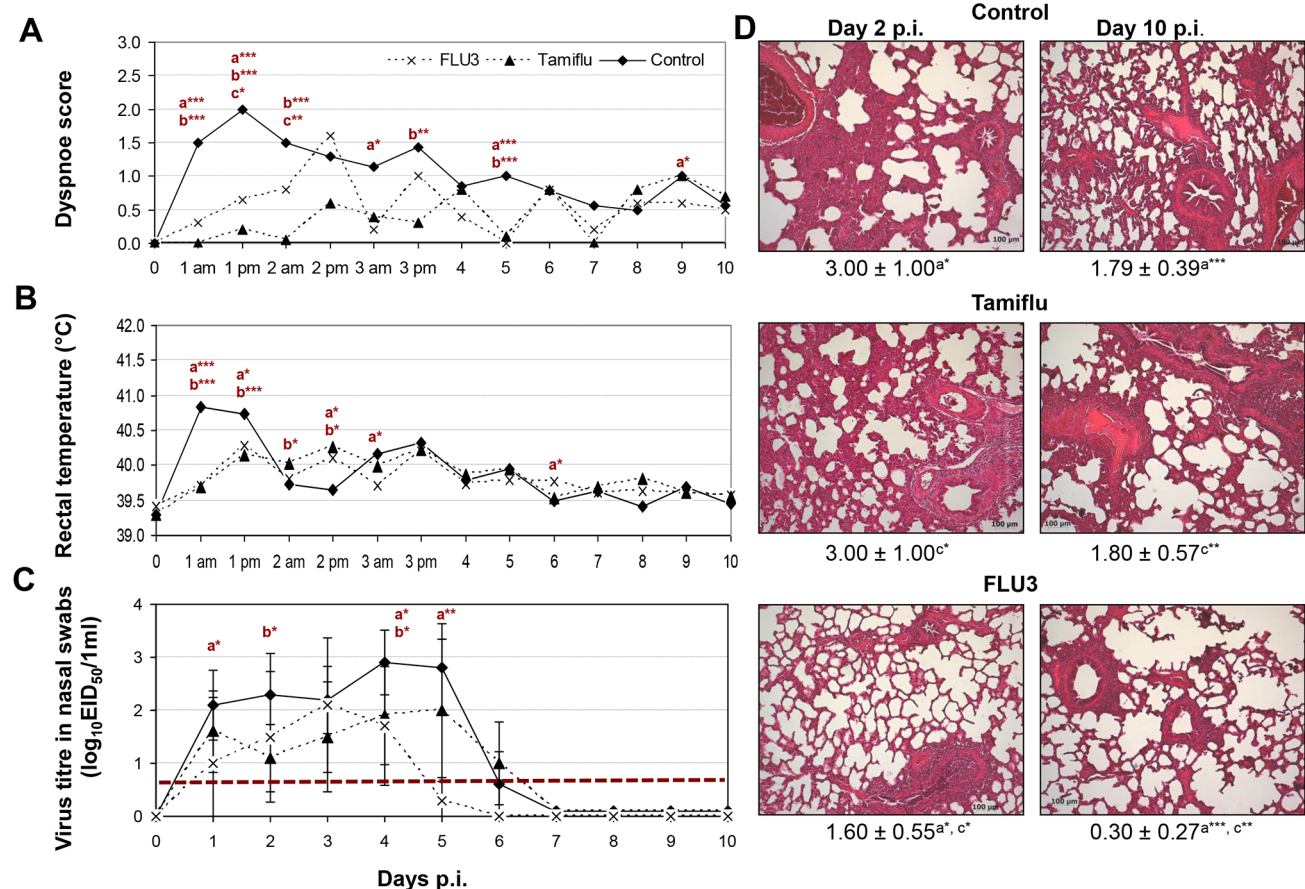 A
Dyspnoe score
3.0
2.5
2.0
1.5
1.0
0.5
0.0
FLU3 Tamiflu Control
a***
b***
a***
b***
c*
b***
c**
a*
b**
a***
b***
a*
0 1 am 1 pm 2 am 2 pm 3 am 3 pm 4 5 6 7 8 9 10
B
Rectal temperature (°C)
42.0
41.5
41.0
40.5
40.0
39.5
39.0
a***
b***
a*
b***
b*
a*
b*
a*
a*
0 1 am 1 pm 2 am 2 pm 3 am 3 pm 4 5 6 7 8 9 10
C
Virus titre in nasal swabs
(log₁₀EID₅₀/1ml)
4
3
2
1
0
a*
b*
a*
b*
a**
0 1 2 3 4 5 6 7 8 9 10
Days p.i.
D
Control
Day 2 p.i. Day 10 p.i.
100 µm 100 µm
3.00 ± 1.00ᵃ* 1.79 ± 0.39ᵃ***
Tamiflu
100 µm 100 µm
3.00 ± 1.00ᶜ* 1.80 ± 0.57ᶜ**
FLU3
100 µm 100 µm
1.60 ± 0.55ᵃ*, ᶜ* 0.30 ± 0.27ᵃ***, ᶜ**